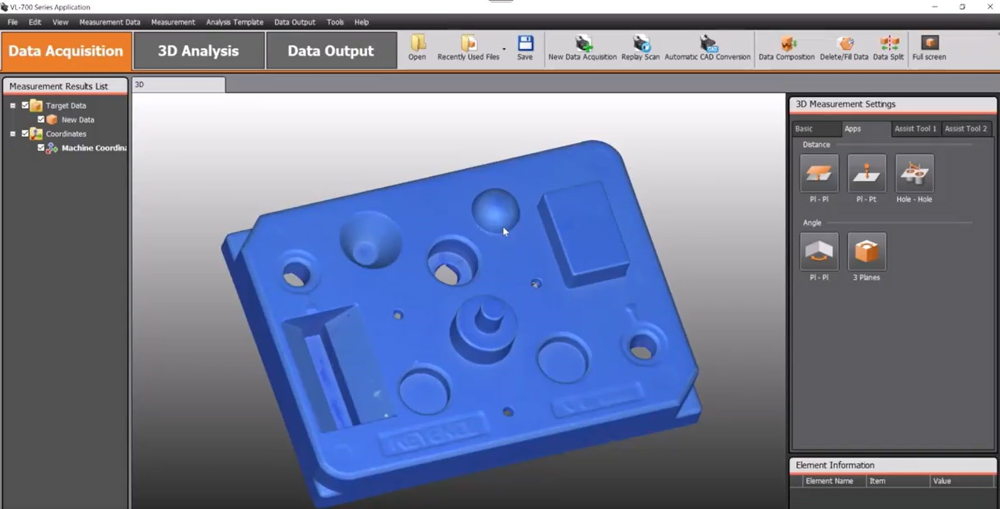 VL-700 Series Application
File Edit View Measurement Data Measurement Analysis Template Data Output Tools Help
Data Acquisition 3D Analysis Data Output
Open Recently Used Files Save New Data Acquisition Replay Scan Automatic CAD Conversion Data Composition Delete/Fill Data Data Split Full screen
Measurement Results List
Target Data
New Data
Coordinates
Machine Coordina
3D
KEYENCE
3D Measurement Settings
Basic Apps Assist Tool 1 Assist Tool 2
Distance
Pl - Pl Pl - Pt Hole - Hole
Angle
Pl - Pl 3 Planes
Element Information
Element Name Item Value